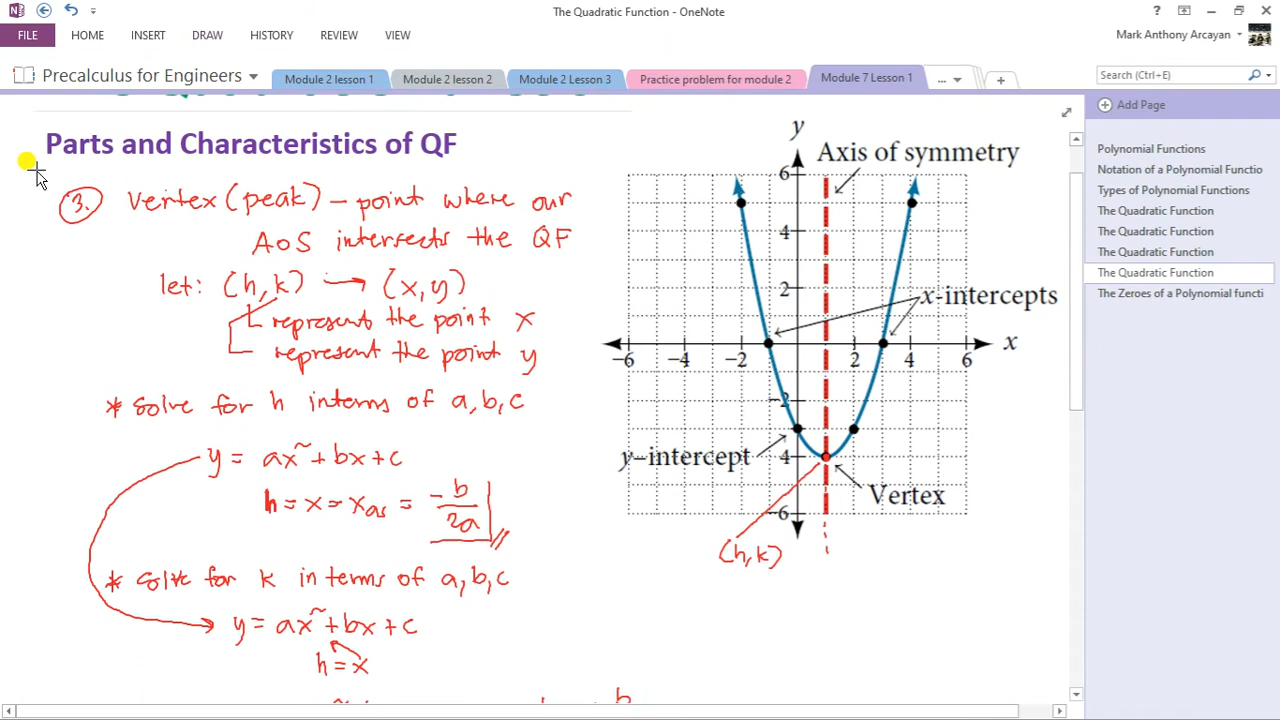 The Quadratic Function - OneNote
FILE HOME INSERT DRAW HISTORY REVIEW VIEW
Mark Anthony Arcayan
Precalculus for Engineers
Module 2 lesson 1
Module 2 lesson 2
Module 2 Lesson 3
Practice problem for module 2
Module 7 Lesson 1
...
Search (Ctrl+E)
Add Page
Polynomial Functions
Notation of a Polynomial Functio
Types of Polynomial Functions
The Quadratic Function
The Quadratic Function
The Quadratic Function
The Quadratic Function
The Zeroes of a Polynomial functi
Parts and Characteristics of QF
3. Vertex (peak) – point where our
AoS intersects the QF
let: (h,k) → (x,y)
represent the point x
represent the point y
* solve for h interms of a,b,c
y = ax² + bx + c
h = x = xas = -b/2a
* solve for k in terms of a,b,c
y = ax² + bx + c
h = x
y
Axis of symmetry
6
4
2
x-intercepts
x
-6 -4 -2 2 4 6
-2
y-intercept
4
Vertex
-6
(h,k)